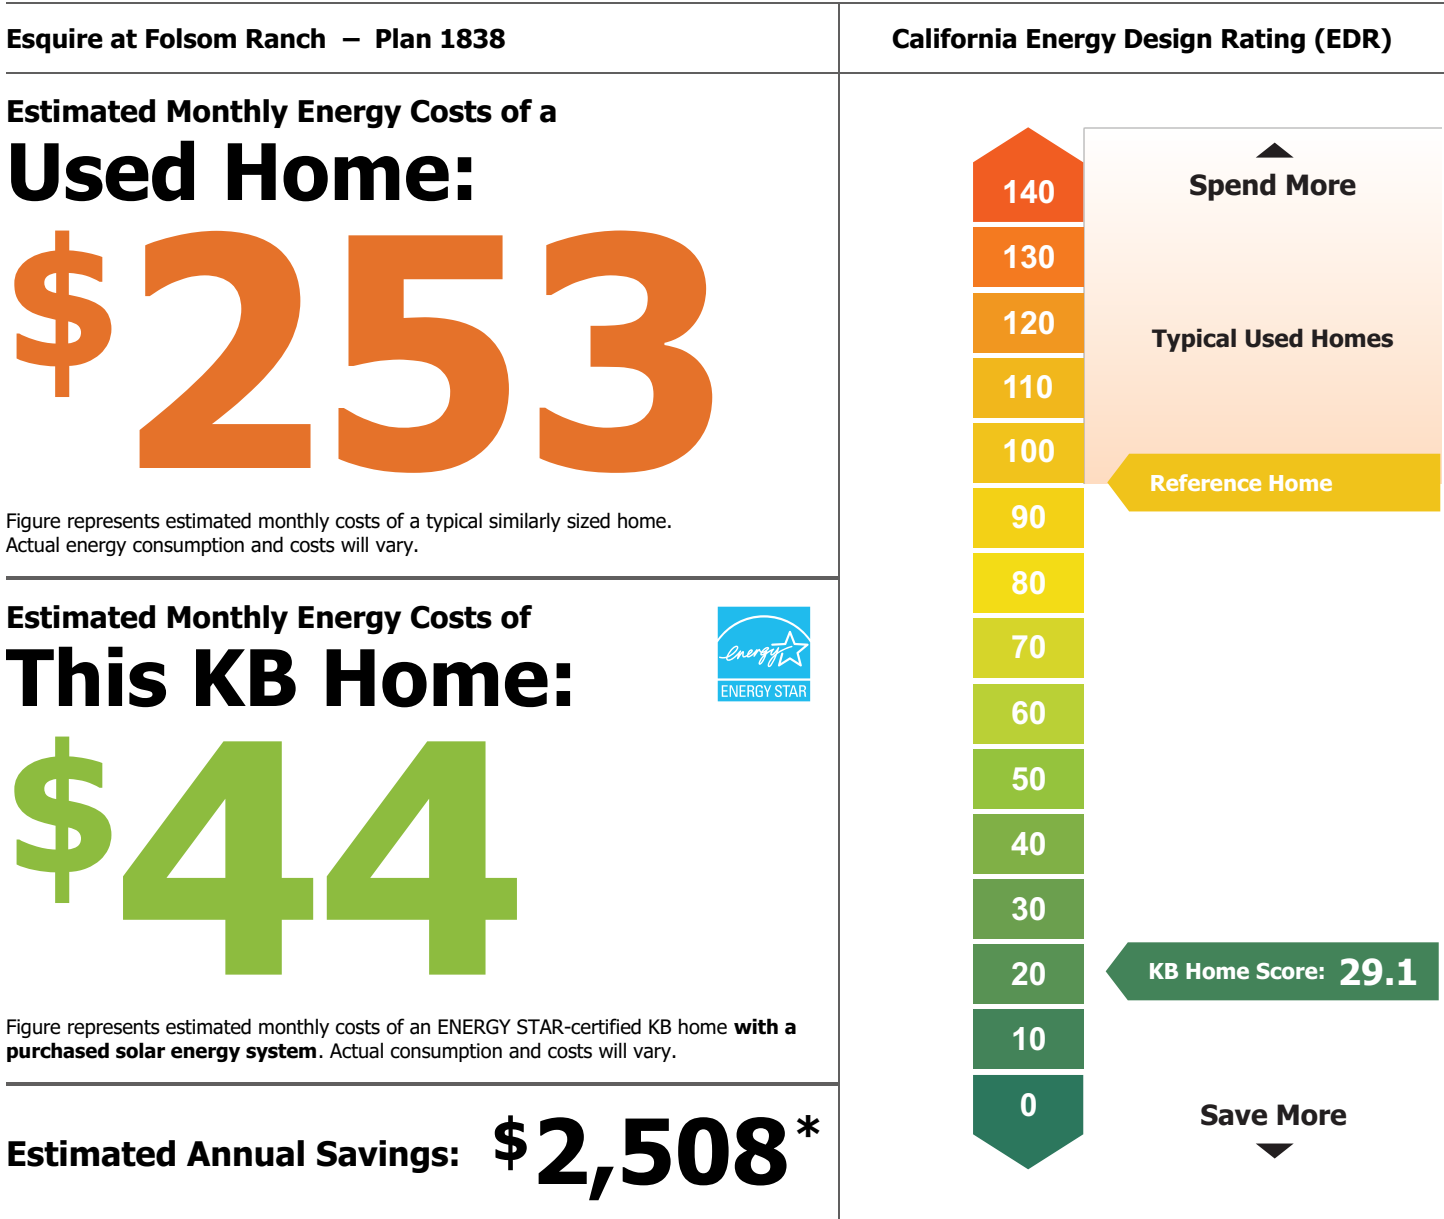 Esquire at Folsom Ranch – Plan 1838
Estimated Monthly Energy Costs of a
Used Home:
$253
Figure represents estimated monthly costs of a typical similarly sized home.
Actual energy consumption and costs will vary.
Estimated Monthly Energy Costs of
This KB Home:
energy
ENERGY STAR
$44
Figure represents estimated monthly costs of an ENERGY STAR-certified KB home with a
purchased solar energy system. Actual consumption and costs will vary.
Estimated Annual Savings: $2,508*
California Energy Design Rating (EDR)
140
130
120
110
100
90
80
70
60
50
40
30
20
10
0
Spend More
Typical Used Homes
Reference Home
KB Home Score: 29.1
Save More